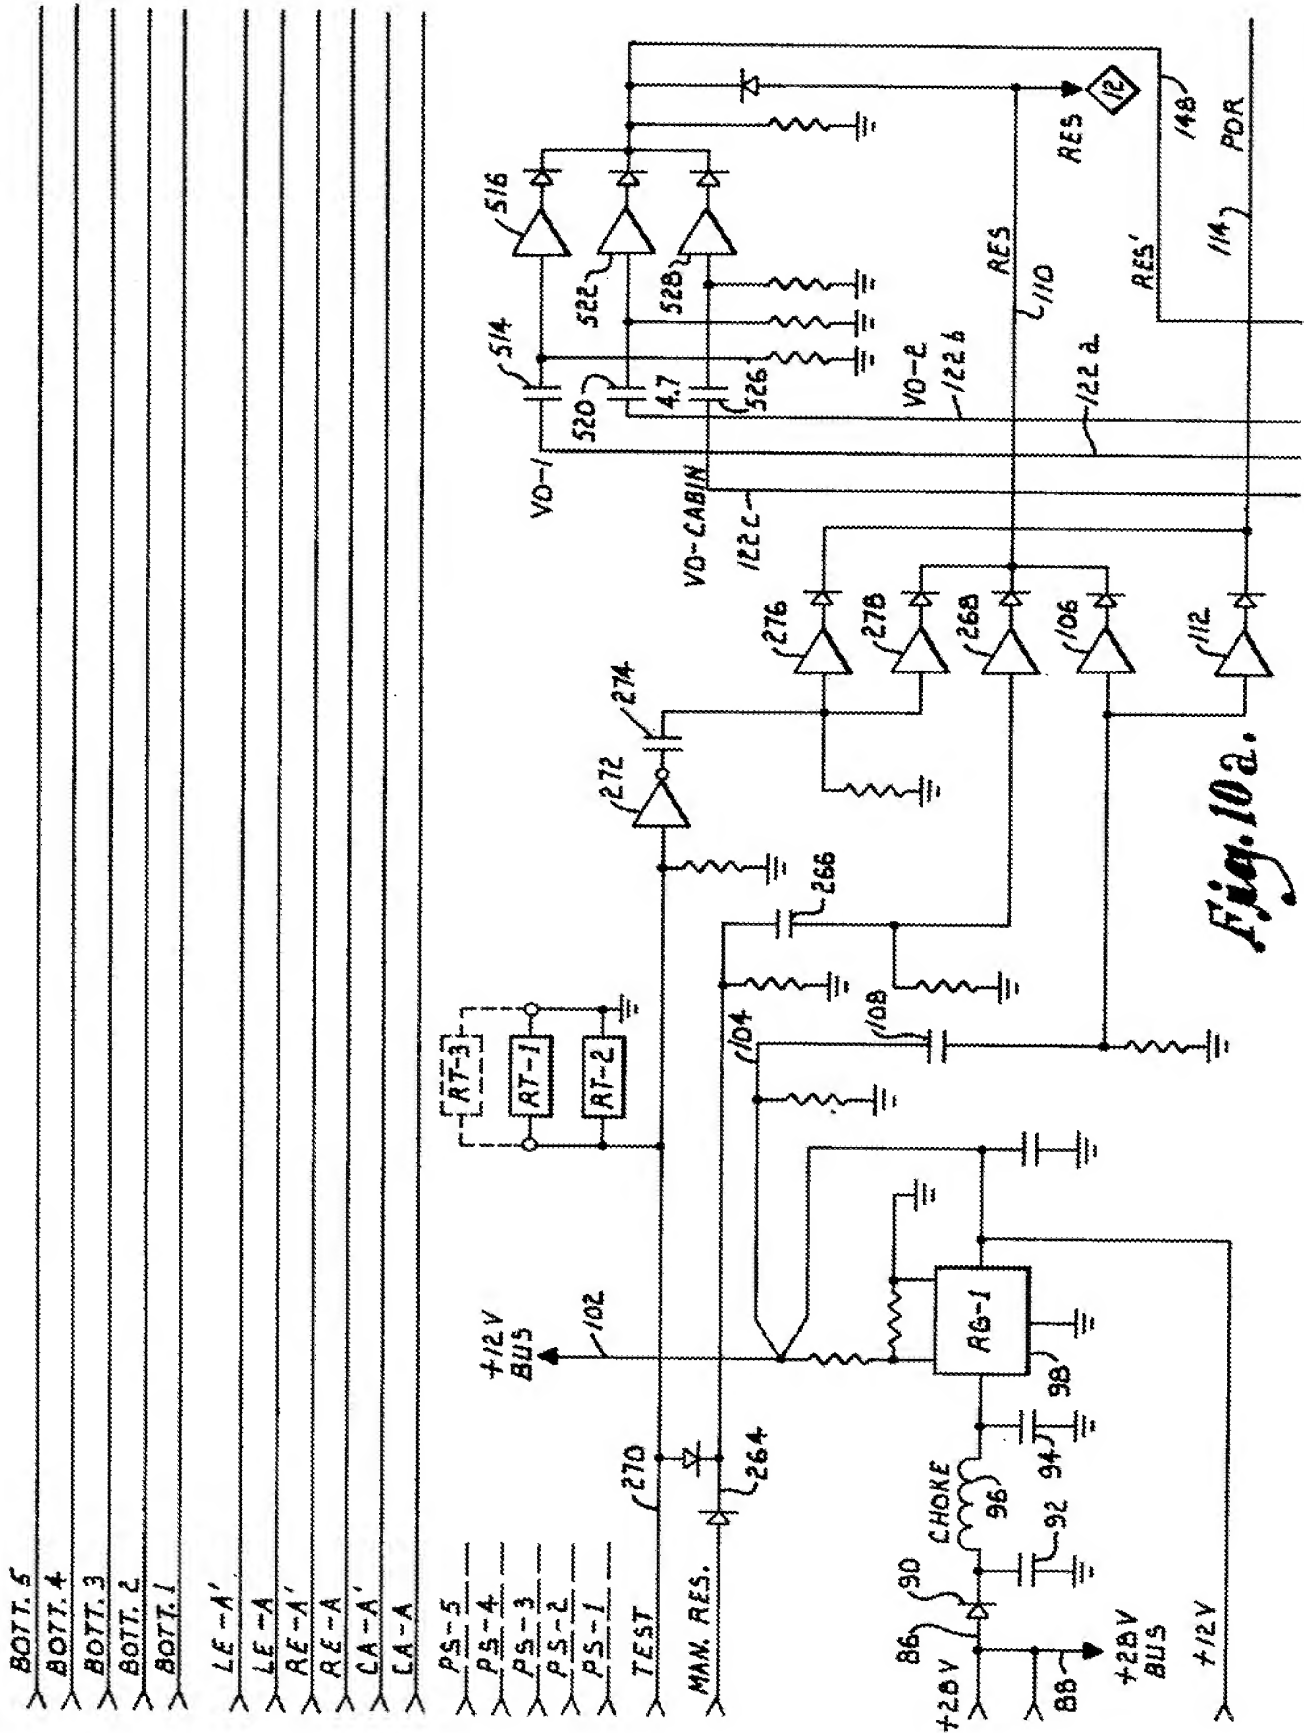 BOTT. 5
BOTT. 4
BOTT. 3
BOTT. 2
BOTT. 1
LE-A'
LE-A
RE-A'
RE-A
CA-A'
CA-A
PS-5
PS-4
PS-3
PS-2
PS-1
TEST
MAN. RES.
+28V
+28V
BUS
+12V
86
88
90
92
94
96
CHOKE
98
RG-1
264
270
+12V
BUS
102
RT-3
RT-1
RT-2
104
108
266
272
274
276
278
268
106
112
VO-1
VO-CABIN
122c
514
520
4.7
526
VO-2
122b
122a
516
522
528
RES
110
RES
12
RES'
148
114
PDR
Fig. 10a.